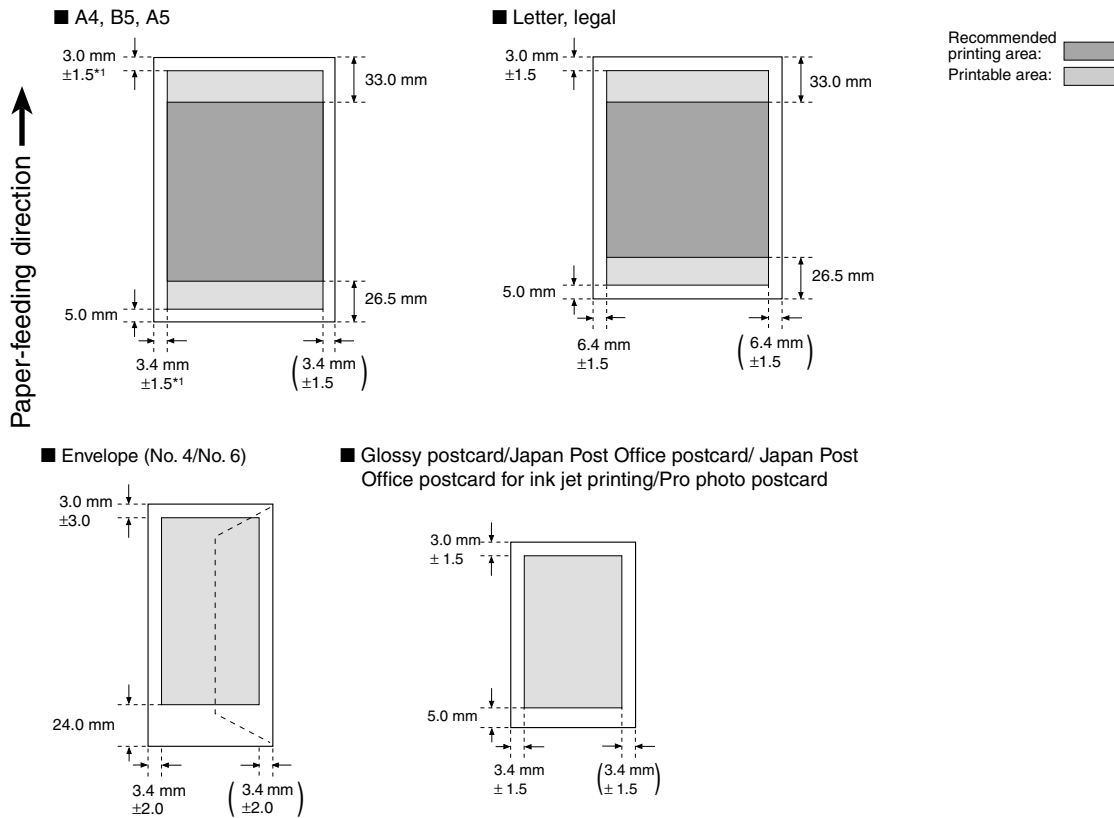 ■ A4, B5, A5
3.0 mm
±1.5*1
33.0 mm
26.5 mm
5.0 mm
3.4 mm
±1.5*1
(3.4 mm
±1.5)
■ Letter, legal
3.0 mm
±1.5
33.0 mm
26.5 mm
5.0 mm
6.4 mm
±1.5
(6.4 mm
±1.5)
Recommended
printing area:
Printable area:
Paper-feeding direction
■ Envelope (No. 4/No. 6)
3.0 mm
±3.0
24.0 mm
3.4 mm
±2.0
(3.4 mm
±2.0)
■ Glossy postcard/Japan Post Office postcard/ Japan Post
Office postcard for ink jet printing/Pro photo postcard
3.0 mm
± 1.5
5.0 mm
3.4 mm
± 1.5
(3.4 mm
± 1.5)